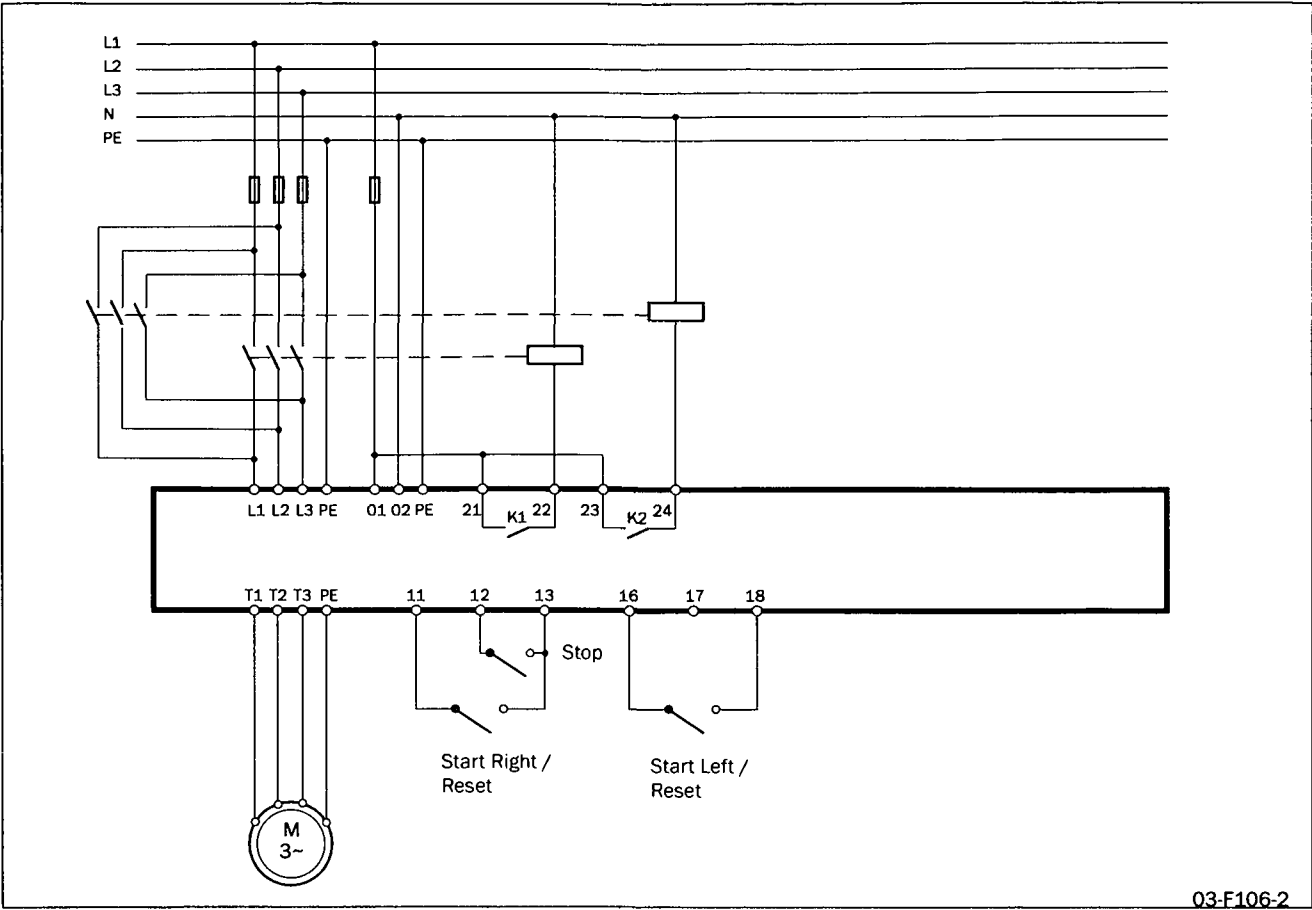 L1
L2
L3
N
PE
L1 L2 L3 PE 01 02 PE 21 K1 22 23 K2 24
T1 T2 T3 PE 11 12 13 16 17 18
Stop
Start Right /
Reset
Start Left /
Reset
M
3~
03-F106-2